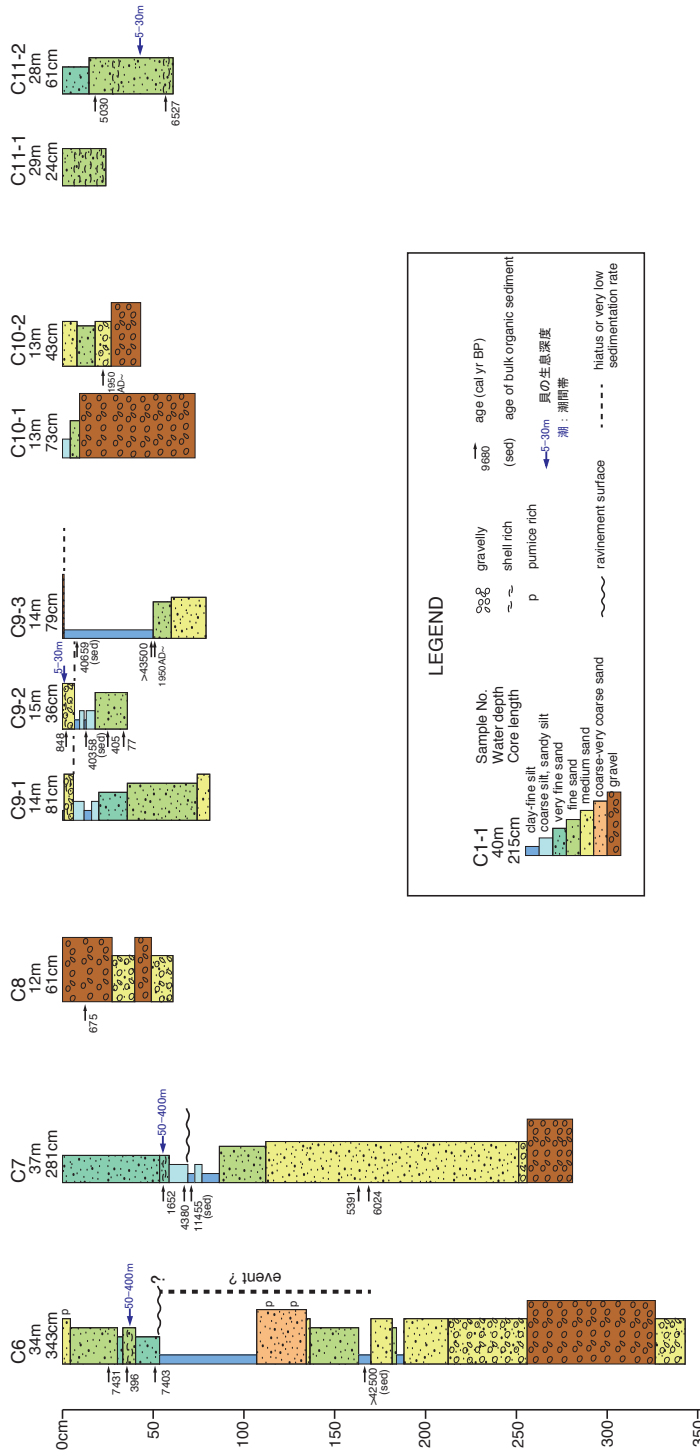 C6
34m
343cm
p
50-400m
7431
396
7403
?
event ?
p
p
>42500
(sed)
C7
37m
281cm
50-400m
1652
4380
11455
(sed)
5391
6024
C8
12m
61cm
675
C9-1
14m
81cm
C9-2
15m
36cm
5-30m
848
40358
(sed)
405
77
C9-3
14m
79cm
40659
(sed)
>43500
1950AD~
C10-1
13m
73cm
C10-2
13m
43cm
1950
AD~
C11-1
29m
24cm
C11-2
28m
61cm
5-30m
5030
6527
0cm
50
100
150
200
250
300
350
LEGEND
C1-1 Sample No.
40m Water depth
215cm Core length
clay-fine silt
coarse silt, sandy silt
very fine sand
fine sand
medium sand
coarse-very coarse sand
gravel
gravelly
shell rich
p pumice rich
ravinement surface
9680 age (cal yr BP)
(sed) age of bulk organic sediment
5-30m 貝の生息深度
潮：潮間帯
hiatus or very low
sedimentation rate